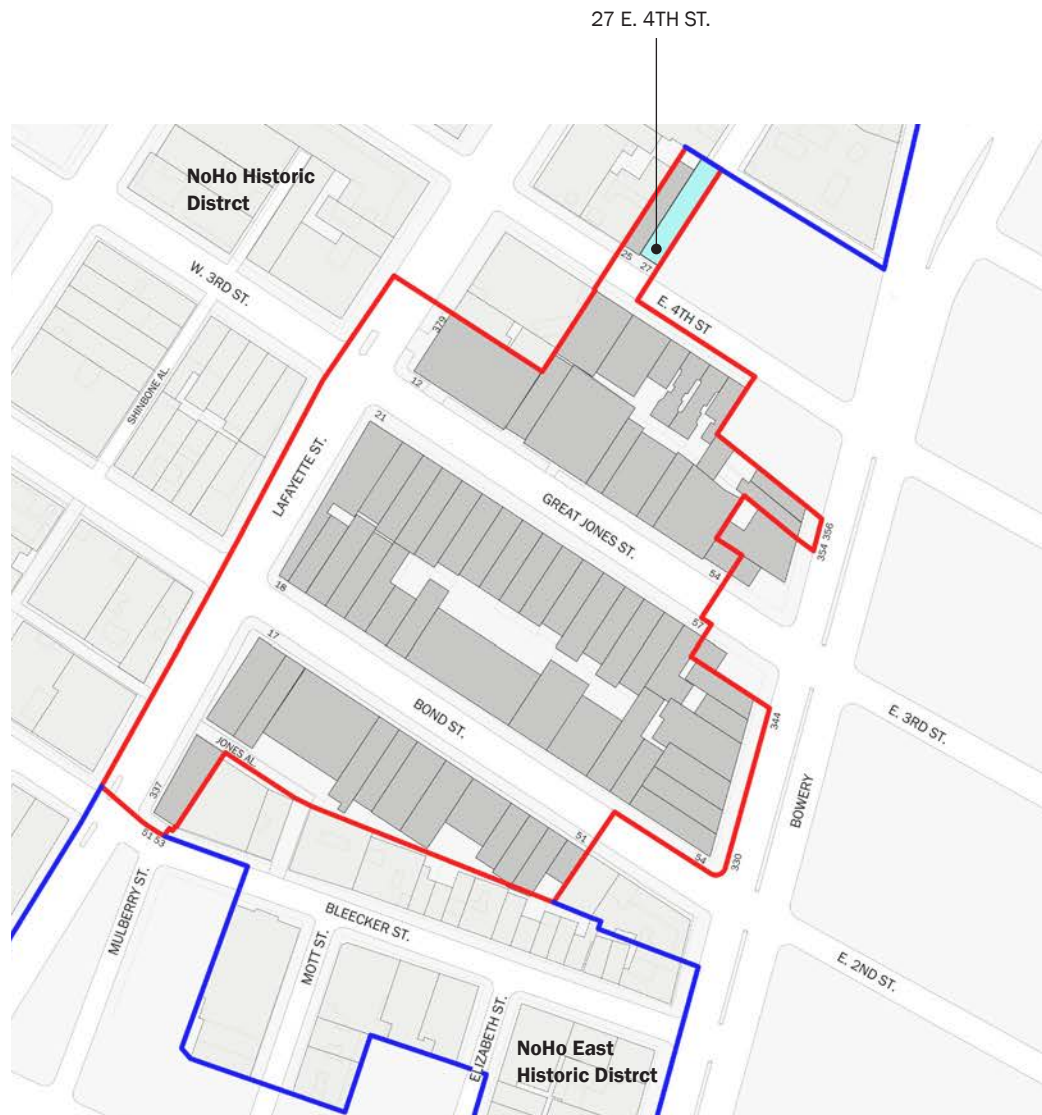 27 E. 4TH ST.
NoHo Historic
Distrct
W. 3RD ST.
SHINBONE AL.
25
27
E. 4TH ST
379
12
21
LAFAYETTE ST.
GREAT JONES ST.
354 356
54
18
57
17
BOND ST.
344
E. 3RD ST.
JONES AL.
337
BOWERY
51 53
51
54
330
MULBERRY ST.
BLEECKER ST.
MOTT ST.
E. 2ND ST.
ELIZABETH ST.
NoHo East
Historic Distrct